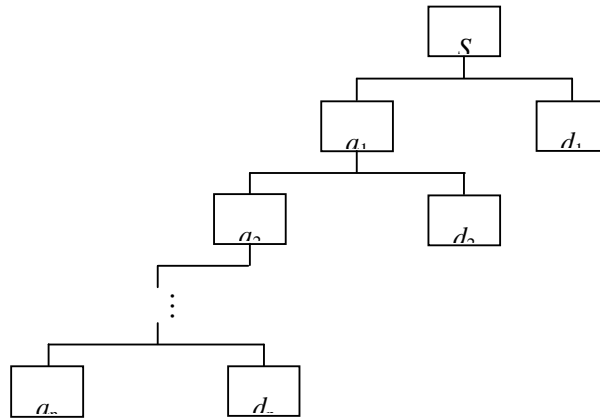 S
a₁ d₁
a₂ d₂
⋮
aₙ dₙ